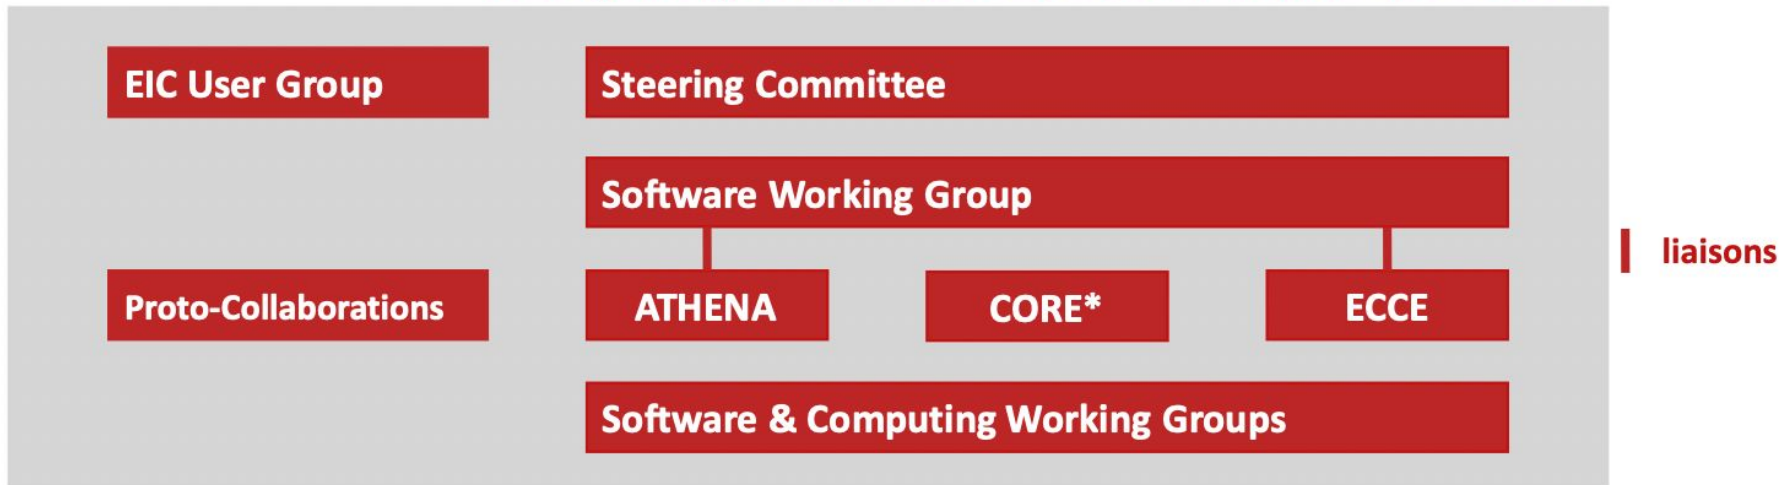 EIC User Group
Steering Committee
Software Working Group
liaisons
Proto-Collaborations
ATHENA
CORE*
ECCE
Software & Computing Working Groups